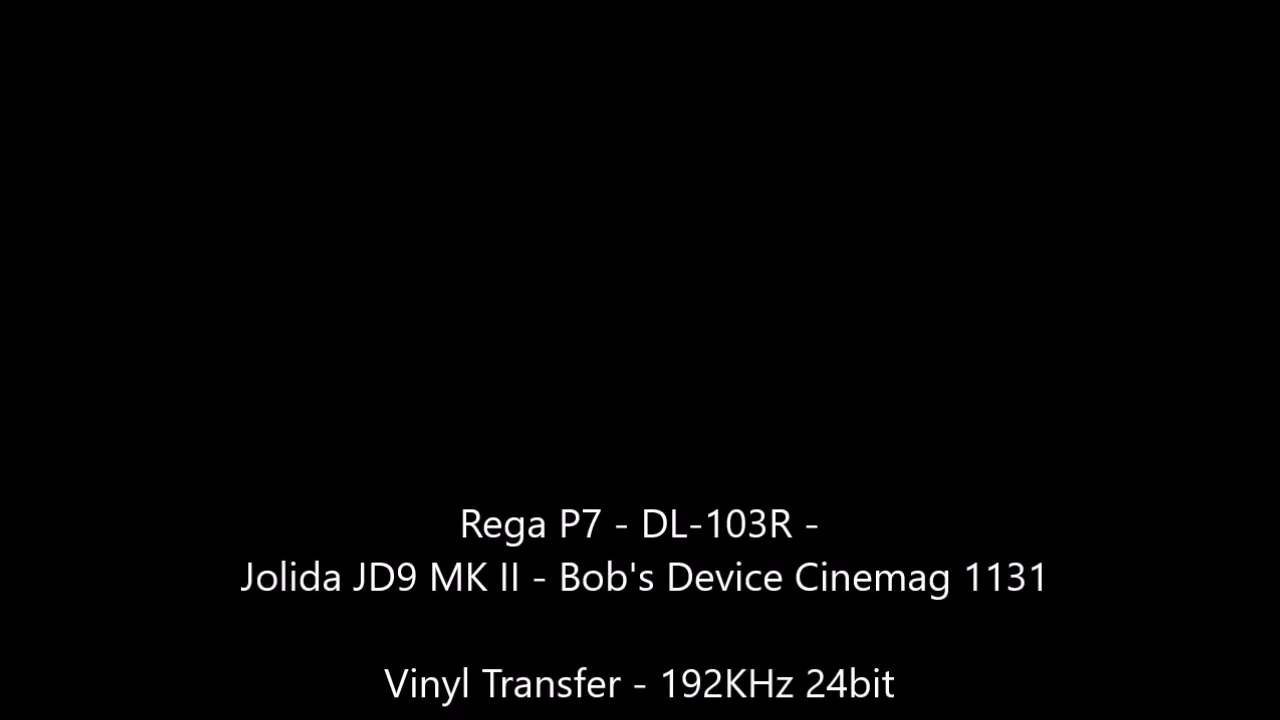 Rega P7 - DL-103R -
Jolida JD9 MK II - Bob's Device Cinemag 1131
Vinyl Transfer - 192KHz 24bit